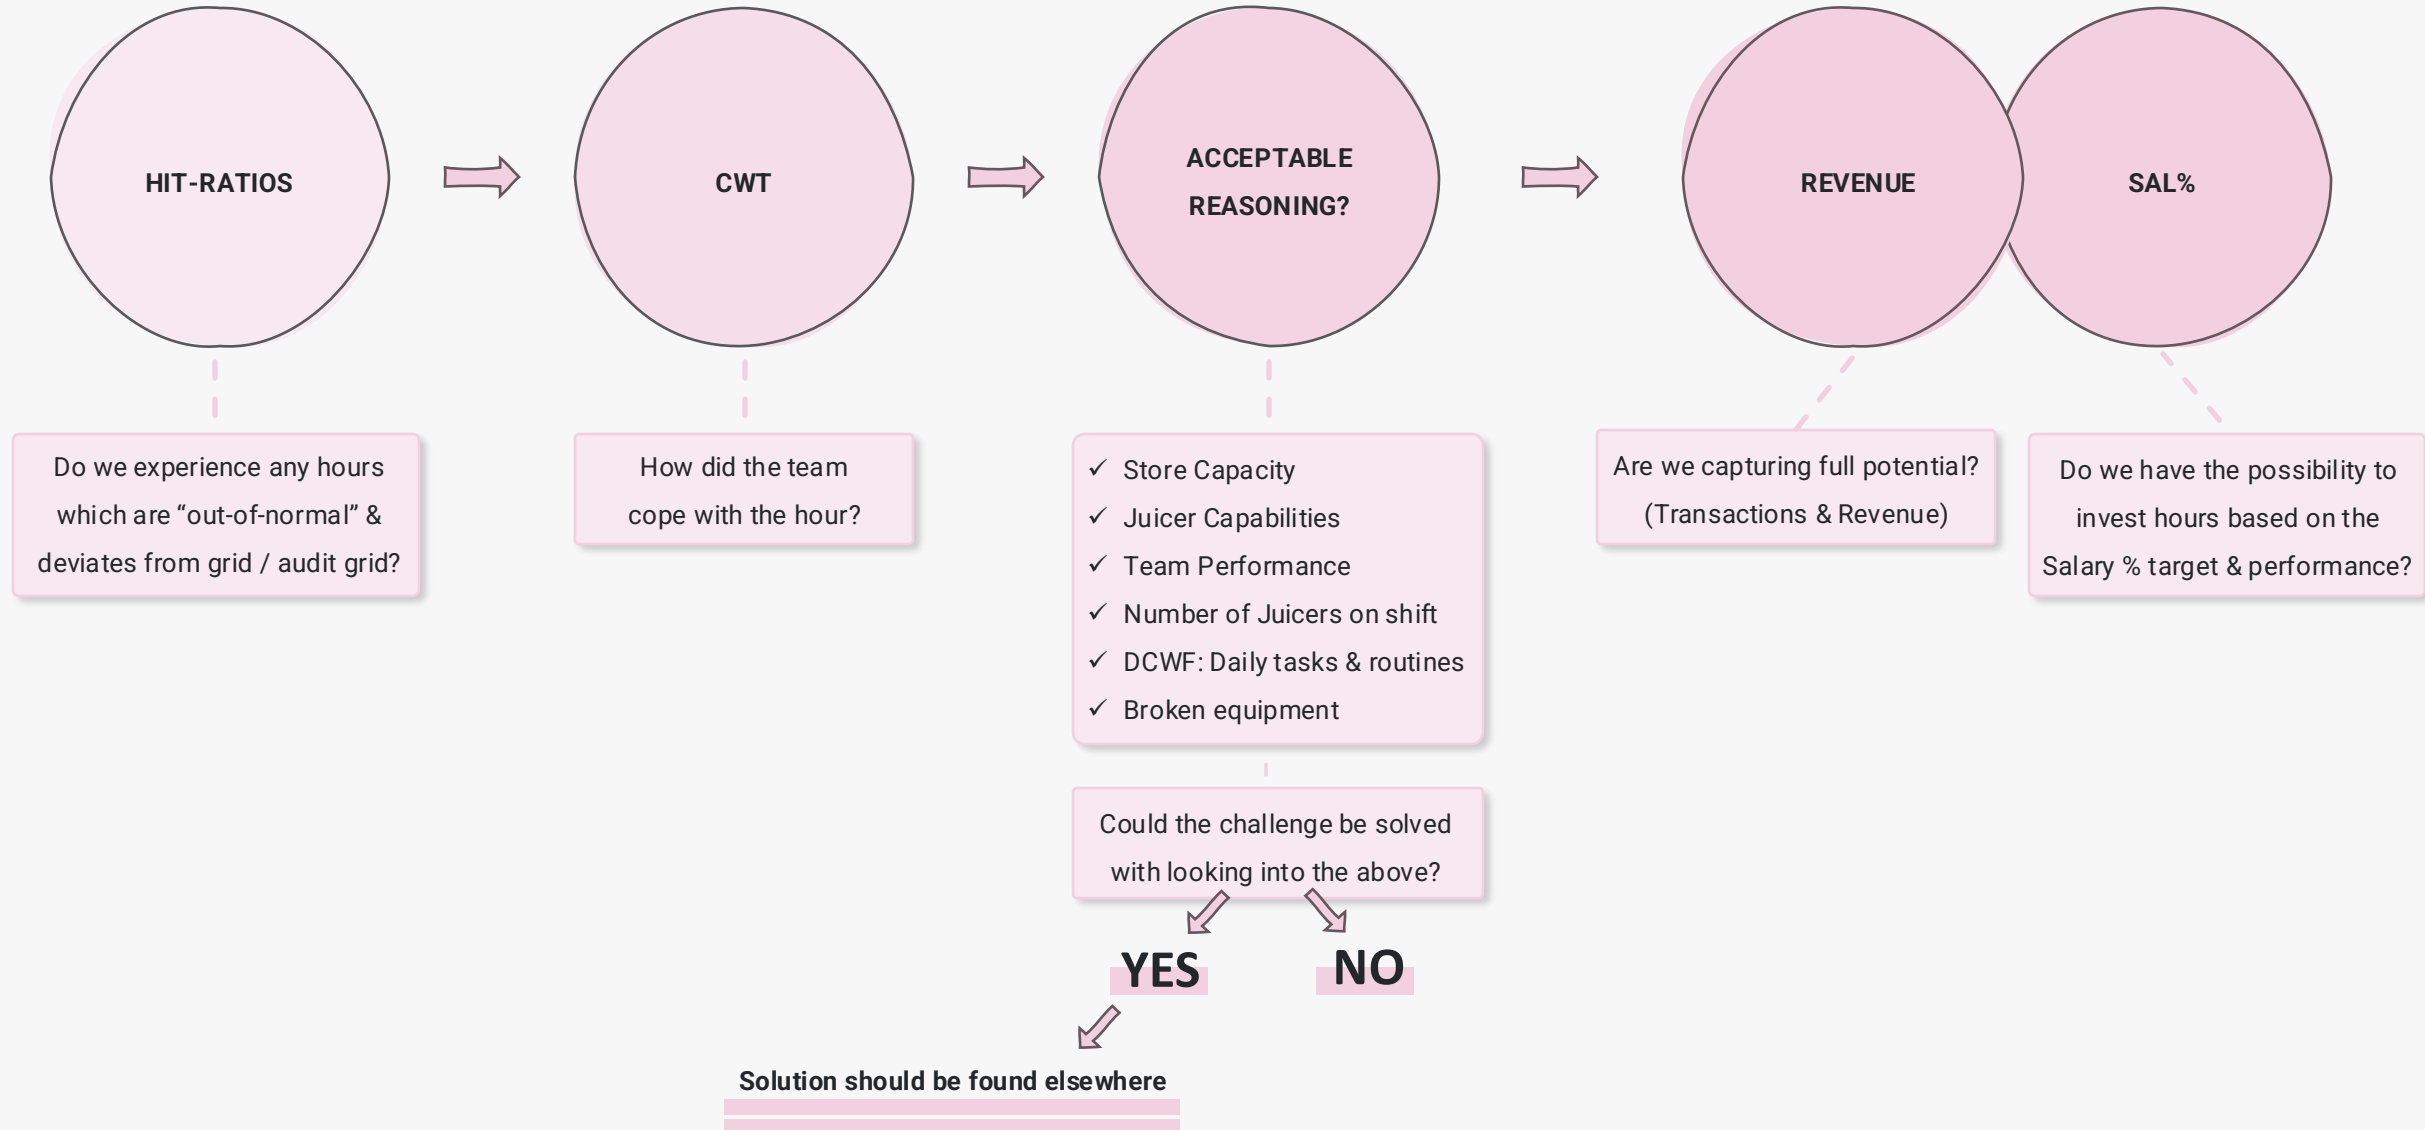 HIT-RATIOS
CWT
ACCEPTABLE
REASONING?
REVENUE
SAL%
Do we experience any hours
which are “out-of-normal” &
deviates from grid / audit grid?
How did the team
cope with the hour?
✓ Store Capacity
✓ Juicer Capabilities
✓ Team Performance
✓ Number of Juicers on shift
✓ DCWF: Daily tasks & routines
✓ Broken equipment
Could the challenge be solved
with looking into the above?
YES
NO
Solution should be found elsewhere
Are we capturing full potential?
(Transactions & Revenue)
Do we have the possibility to
invest hours based on the
Salary % target & performance?